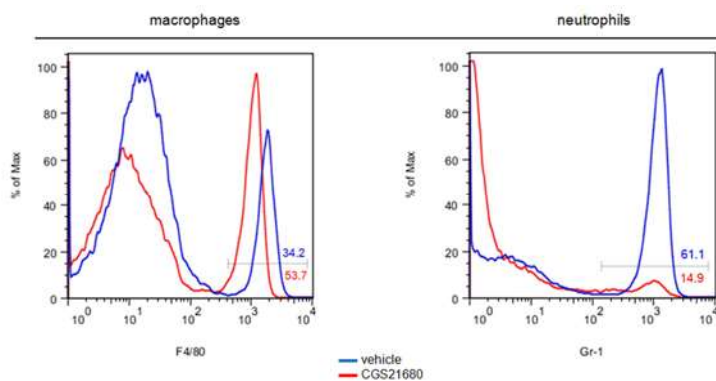 macrophages
neutrophils
100
80
60
40
20
0
% of Max
10^0 10^1 10^2 10^3 10^4
F4/80
34.2
53.7
100
80
60
40
20
0
% of Max
10^0 10^1 10^2 10^3 10^4
Gr-1
61.1
14.9
vehicle
CGS21680